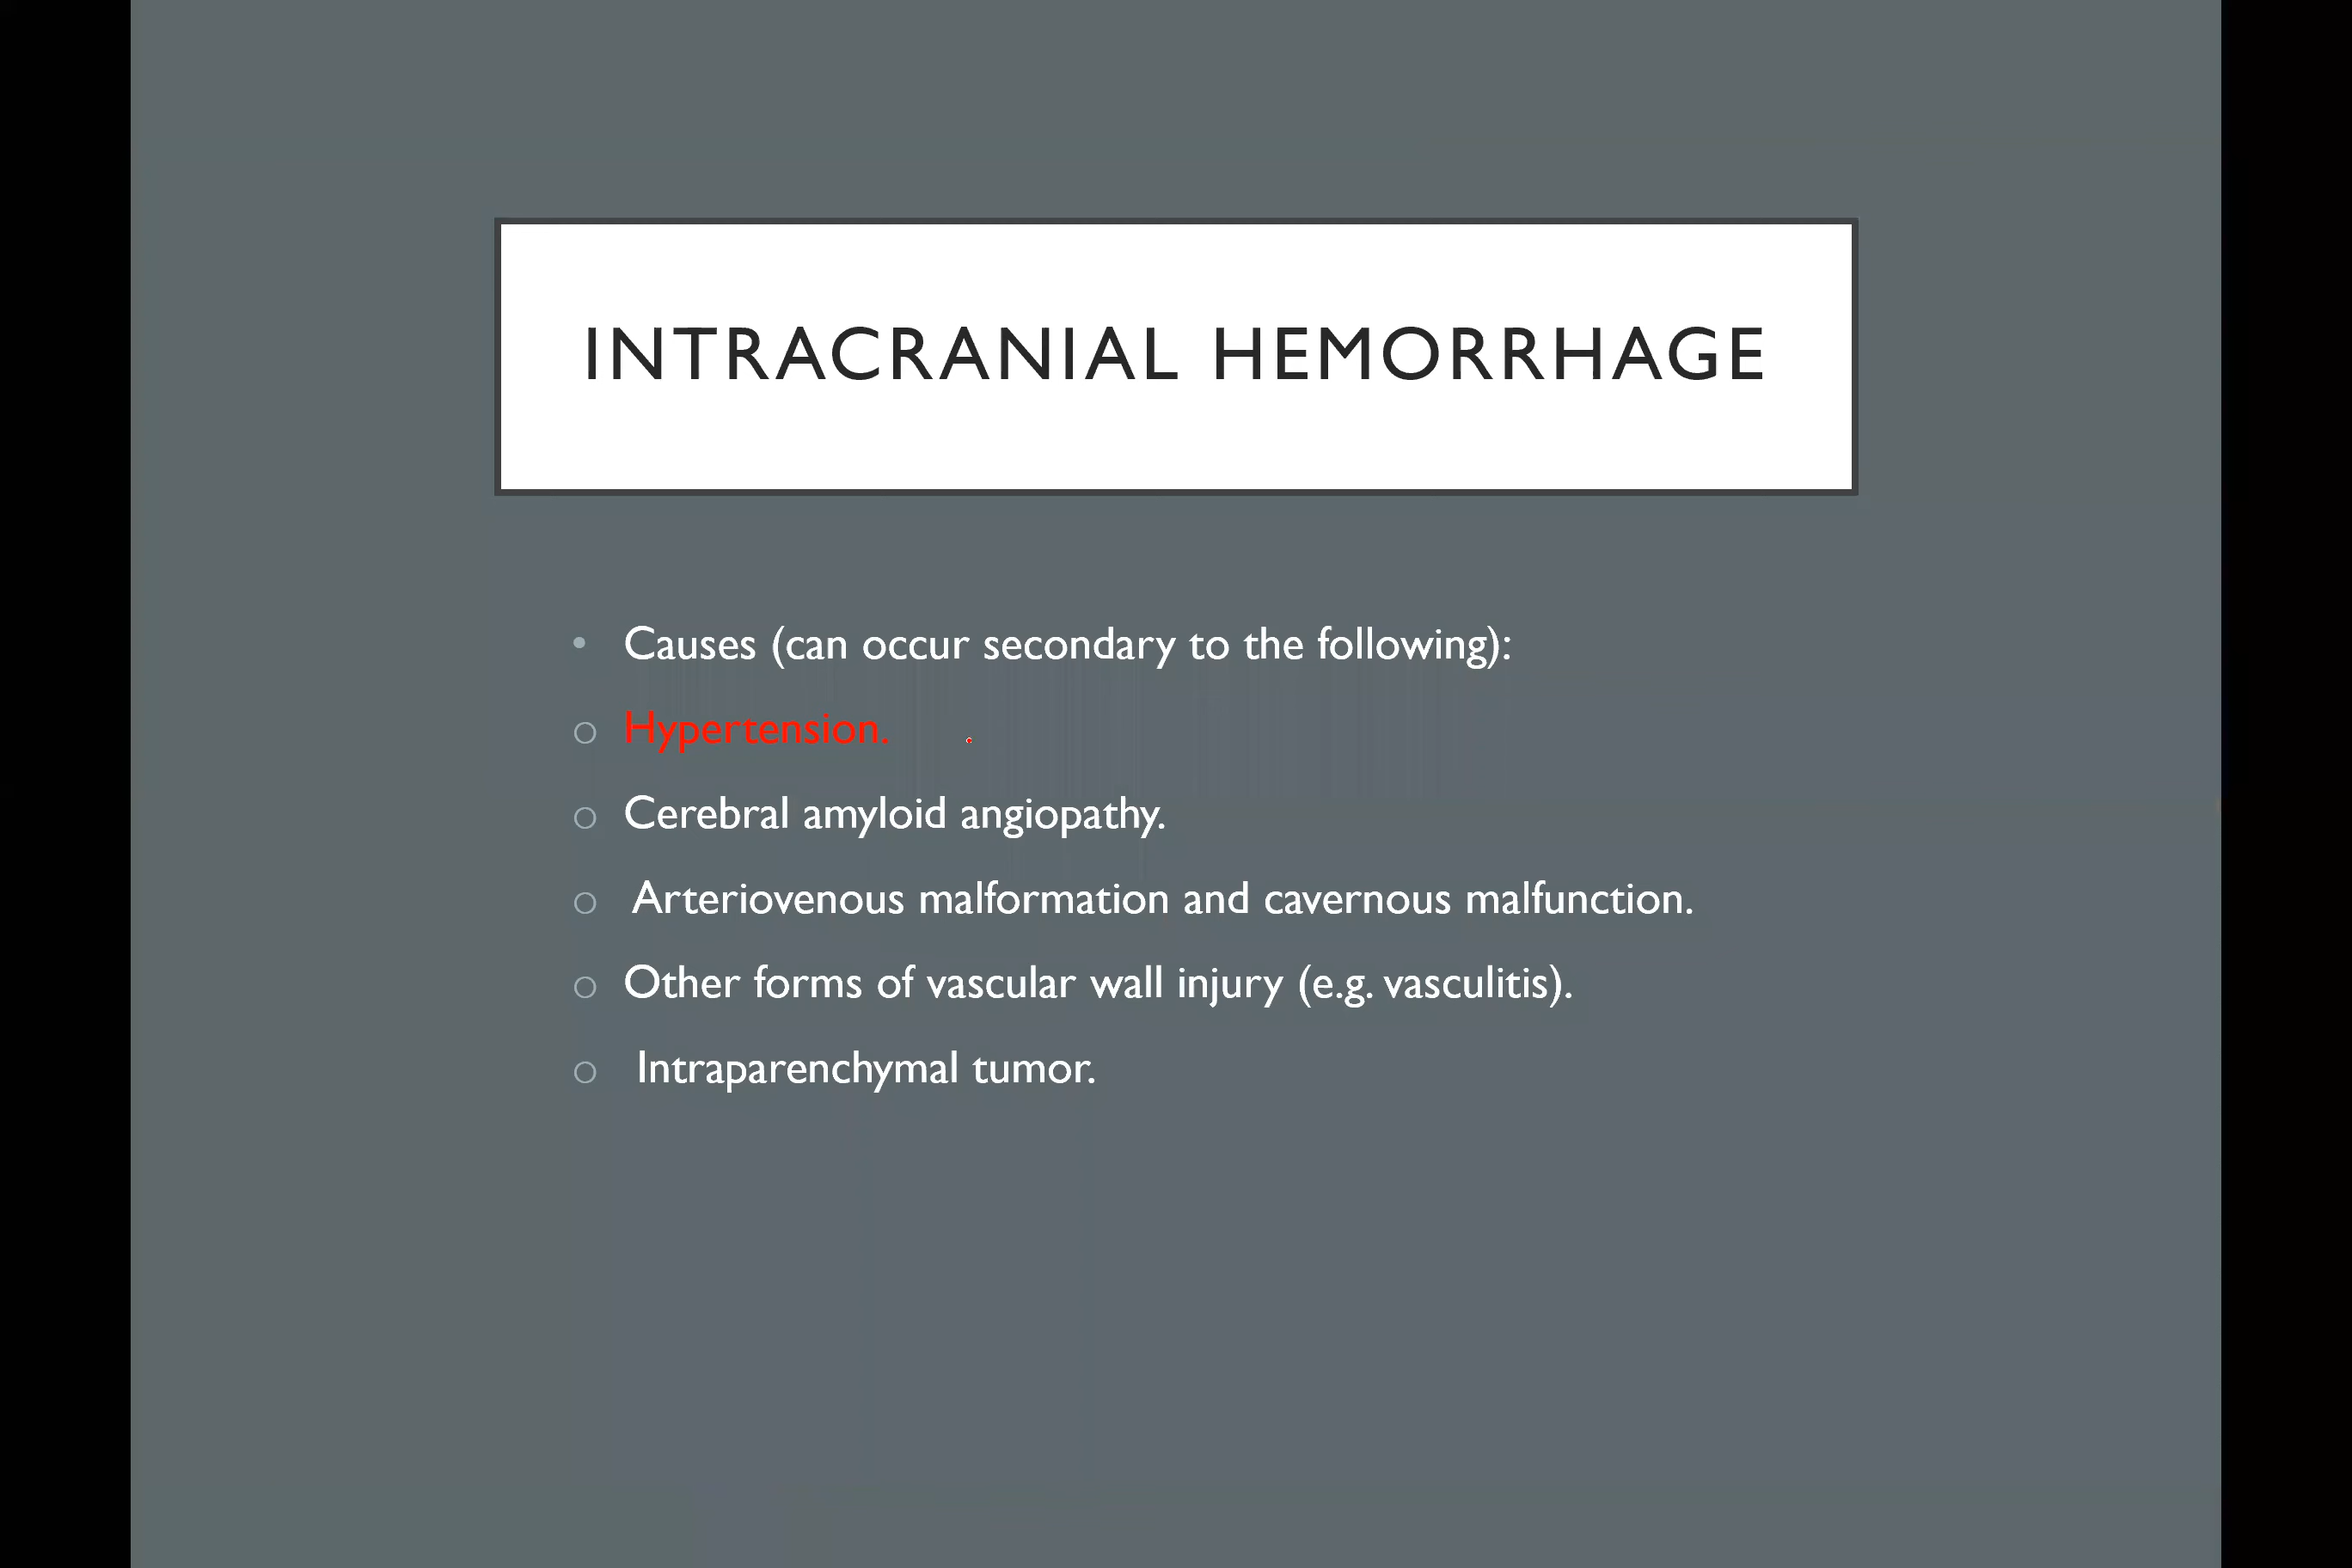 INTRACRANIAL HEMORRHAGE
• Causes (can occur secondary to the following):
o Hypertension.
o Cerebral amyloid angiopathy.
o Arteriovenous malformation and cavernous malfunction.
o Other forms of vascular wall injury (e.g. vasculitis).
o Intraparenchymal tumor.